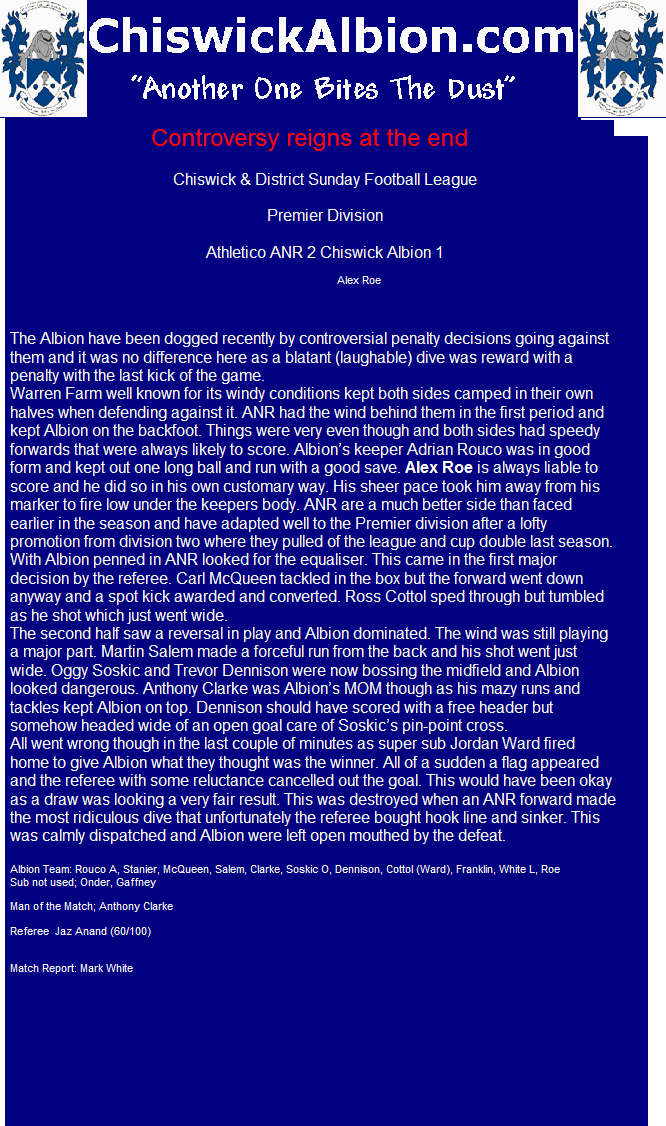 ChiswickAlbion.com
“Another One Bites The Dust”
Controversy reigns at the end
Chiswick & District Sunday Football League
Premier Division
Athletico ANR 2 Chiswick Albion 1
Alex Roe
The Albion have been dogged recently by controversial penalty decisions going against
them and it was no difference here as a blatant (laughable) dive was reward with a
penalty with the last kick of the game.
Warren Farm well known for its windy conditions kept both sides camped in their own
halves when defending against it. ANR had the wind behind them in the first period and
kept Albion on the backfoot. Things were very even though and both sides had speedy
forwards that were always likely to score. Albion’s keeper Adrian Rouco was in good
form and kept out one long ball and run with a good save. Alex Roe is always liable to
score and he did so in his own customary way. His sheer pace took him away from his
marker to fire low under the keepers body. ANR are a much better side than faced
earlier in the season and have adapted well to the Premier division after a lofty
promotion from division two where they pulled of the league and cup double last season.
With Albion penned in ANR looked for the equaliser. This came in the first major
decision by the referee. Carl McQueen tackled in the box but the forward went down
anyway and a spot kick awarded and converted. Ross Cottol sped through but tumbled
as he shot which just went wide.
The second half saw a reversal in play and Albion dominated. The wind was still playing
a major part. Martin Salem made a forceful run from the back and his shot went just
wide. Oggy Soskic and Trevor Dennison were now bossing the midfield and Albion
looked dangerous. Anthony Clarke was Albion’s MOM though as his mazy runs and
tackles kept Albion on top. Dennison should have scored with a free header but
somehow headed wide of an open goal care of Soskic’s pin-point cross.
All went wrong though in the last couple of minutes as super sub Jordan Ward fired
home to give Albion what they thought was the winner. All of a sudden a flag appeared
and the referee with some reluctance cancelled out the goal. This would have been okay
as a draw was looking a very fair result. This was destroyed when an ANR forward made
the most ridiculous dive that unfortunately the referee bought hook line and sinker. This
was calmly dispatched and Albion were left open mouthed by the defeat.
Albion Team: Rouco A, Stanier, McQueen, Salem, Clarke, Soskic O, Dennison, Cottol (Ward), Franklin, White L, Roe
Sub not used; Onder, Gaffney
Man of the Match; Anthony Clarke
Referee  Jaz Anand (60/100)
Match Report: Mark White